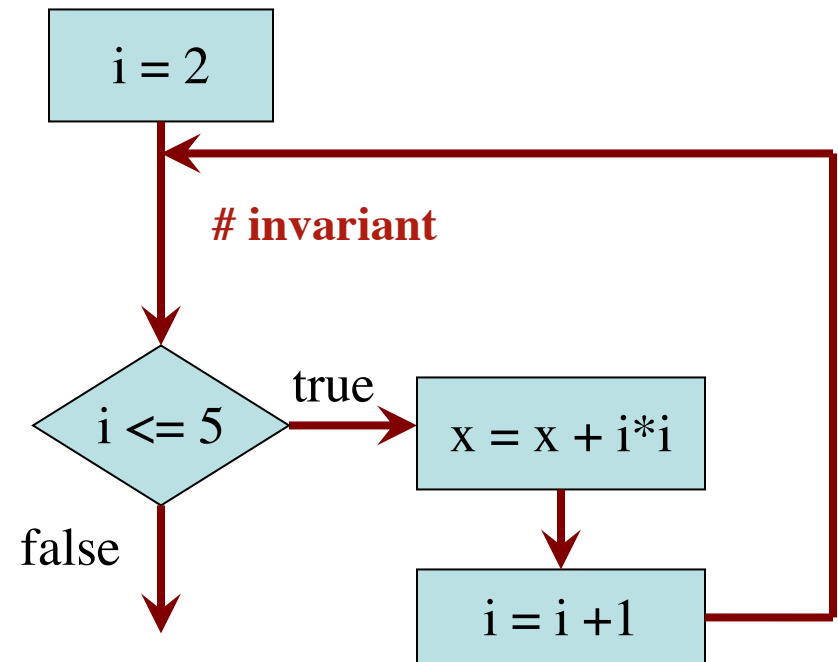 i = 2
# invariant
true
i <= 5
x = x + i*i
false
i = i +1